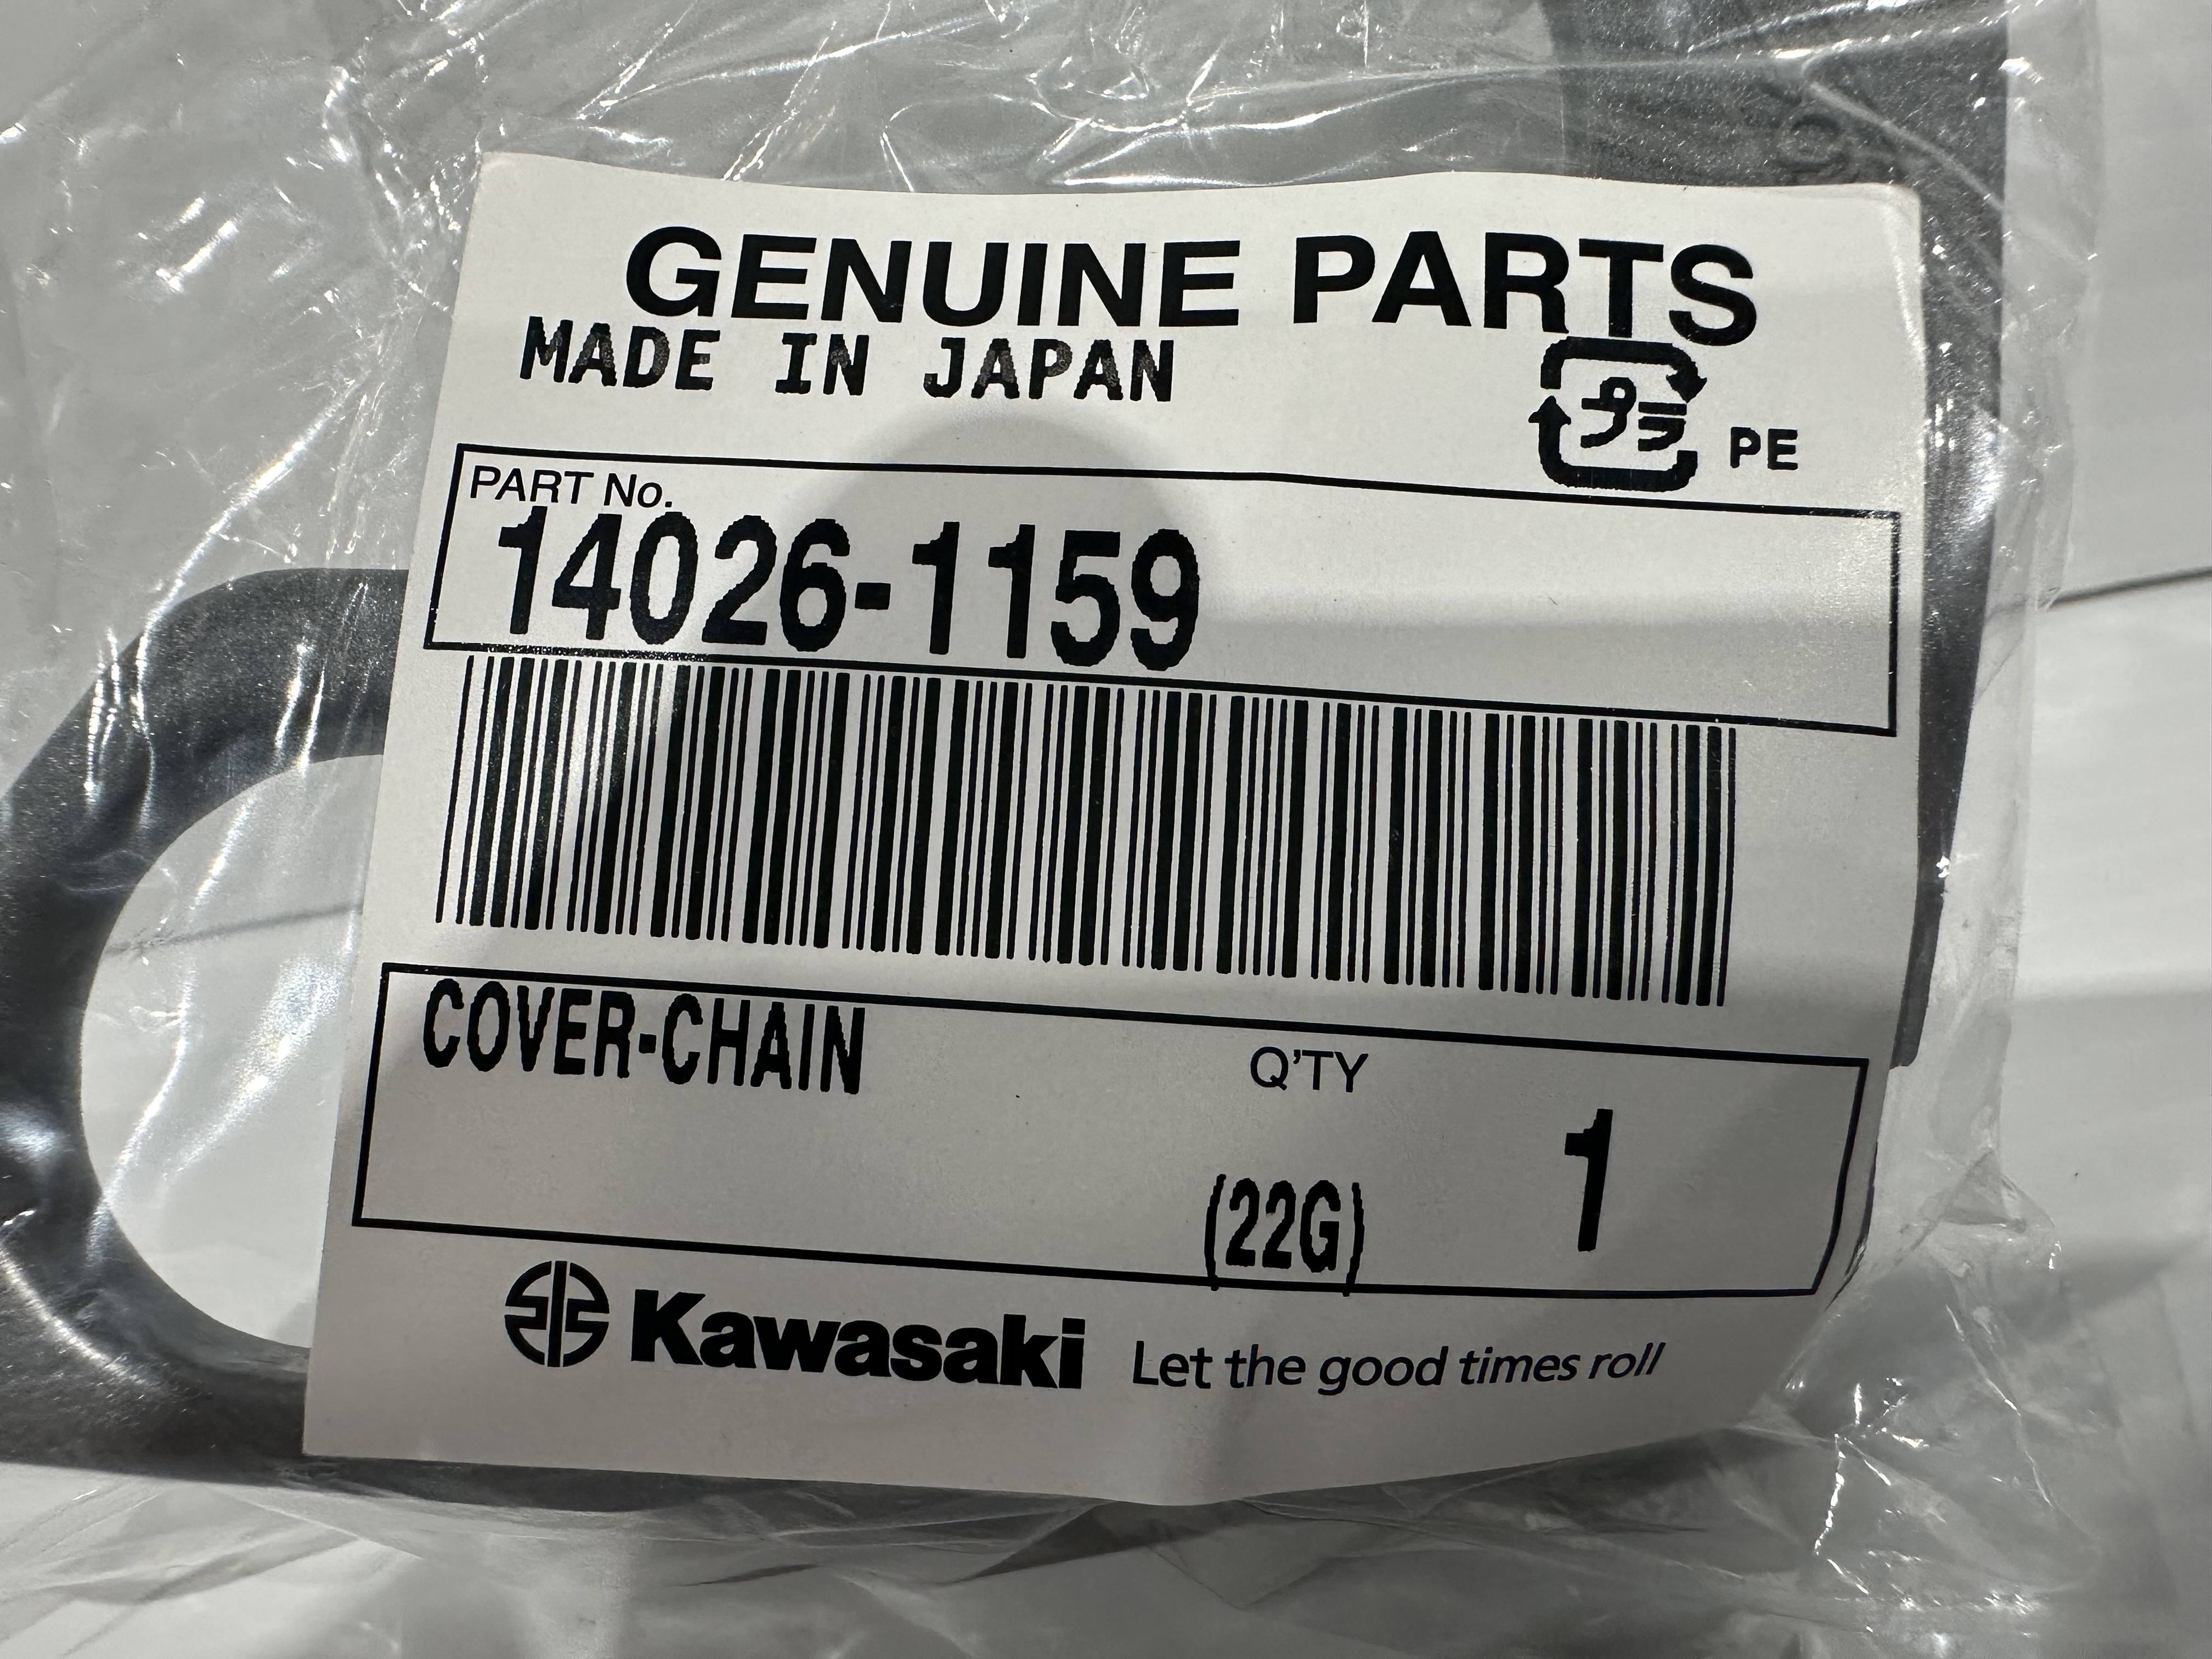 GENUINE PARTS
MADE IN JAPAN
プラ PE
PART No.
14026-1159
COVER-CHAIN
Q'TY
1
(22G)
Kawasaki Let the good times roll